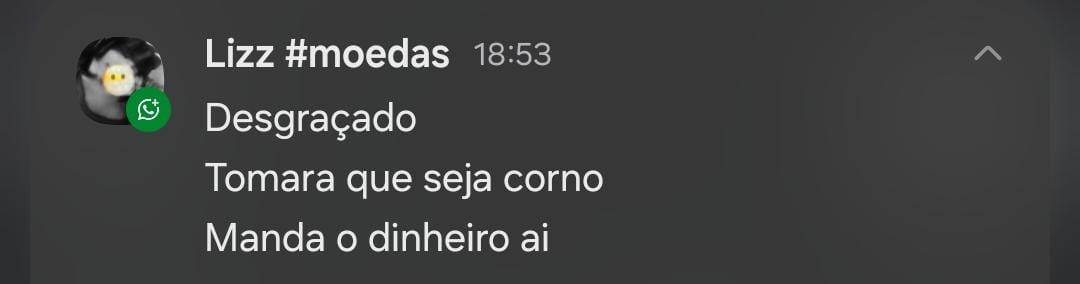 Lizz #moedas 18:53
Desgraçado
Tomara que seja corno
Manda o dinheiro ai